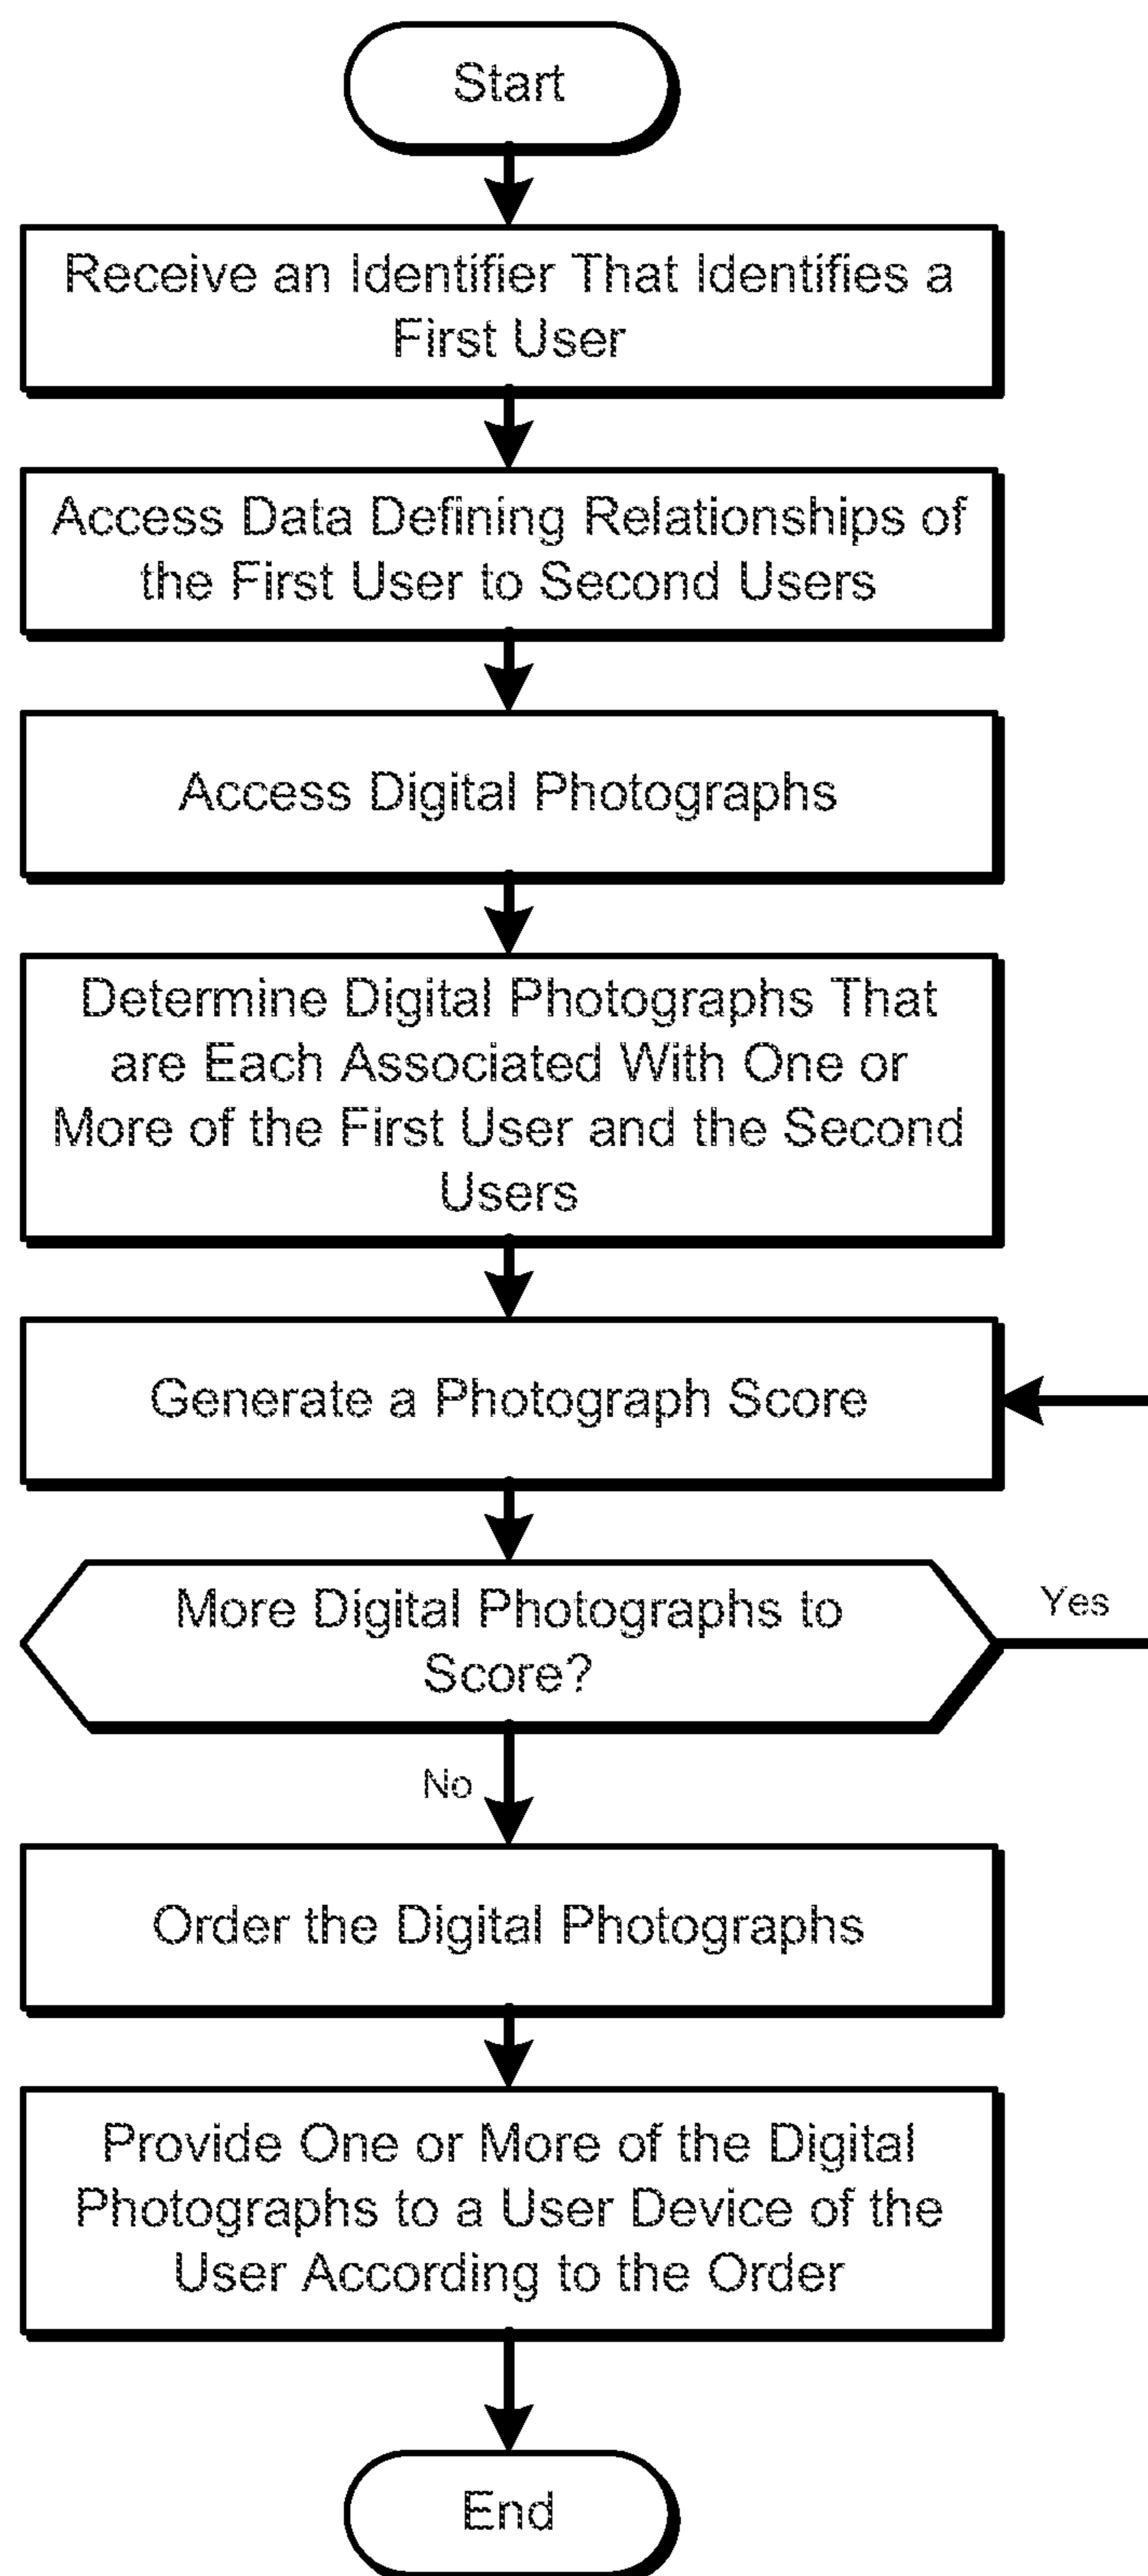 Start
Receive an Identifier That Identifies a
First User
Access Data Defining Relationships of
the First User to Second Users
Access Digital Photographs
Determine Digital Photographs That
are Each Associated With One or
More of the First User and the Second
Users
Generate a Photograph Score
More Digital Photographs to
Score?
Yes
No
Order the Digital Photographs
Provide One or More of the Digital
Photographs to a User Device of the
User According to the Order
End